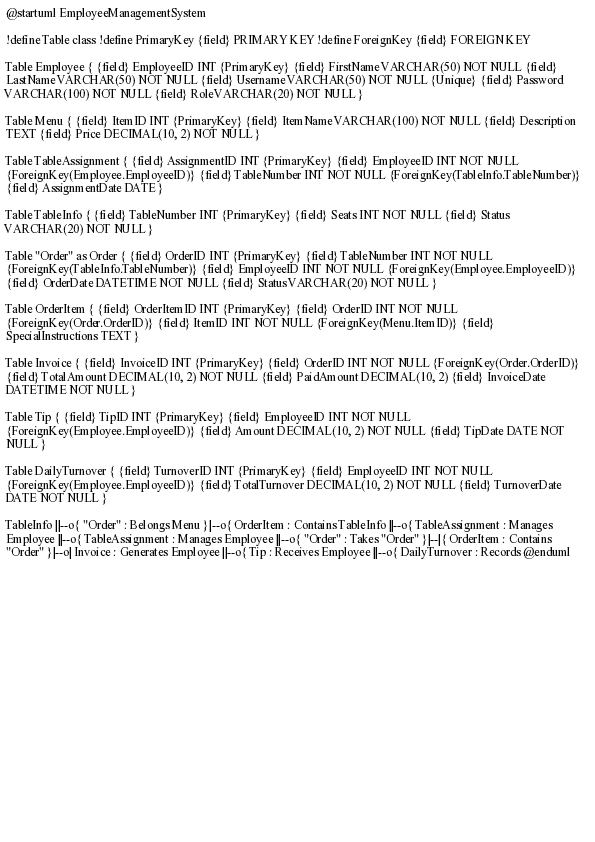 @startuml EmployeeManagementSystem
!define Table class !define PrimaryKey {field} PRIMARY KEY !define ForeignKey {field} FOREIGN KEY
Table Employee { {field} EmployeeID INT {PrimaryKey} {field} FirstName VARCHAR(50) NOT NULL {field}
LastName VARCHAR(50) NOT NULL {field} Username VARCHAR(50) NOT NULL {Unique} {field} Password
VARCHAR(100) NOT NULL {field} Role VARCHAR(20) NOT NULL }
Table Menu { {field} ItemID INT {PrimaryKey} {field} ItemName VARCHAR(100) NOT NULL {field} Description
TEXT {field} Price DECIMAL(10, 2) NOT NULL }
Table TableAssignment { {field} AssignmentID INT {PrimaryKey} {field} EmployeeID INT NOT NULL
{ForeignKey(Employee.EmployeeID)} {field} TableNumber INT NOT NULL {ForeignKey(TableInfo.TableNumber)}
{field} AssignmentDate DATE }
Table TableInfo { {field} TableNumber INT {PrimaryKey} {field} Seats INT NOT NULL {field} Status
VARCHAR(20) NOT NULL }
Table "Order" as Order { {field} OrderID INT {PrimaryKey} {field} TableNumber INT NOT NULL
{ForeignKey(TableInfo.TableNumber)} {field} EmployeeID INT NOT NULL {ForeignKey(Employee.EmployeeID)}
{field} OrderDate DATETIME NOT NULL {field} Status VARCHAR(20) NOT NULL }
Table OrderItem { {field} OrderItemID INT {PrimaryKey} {field} OrderID INT NOT NULL
{ForeignKey(Order.OrderID)} {field} ItemID INT NOT NULL {ForeignKey(Menu.ItemID)} {field}
SpecialInstructions TEXT }
Table Invoice { {field} InvoiceID INT {PrimaryKey} {field} OrderID INT NOT NULL {ForeignKey(Order.OrderID)}
{field} TotalAmount DECIMAL(10, 2) NOT NULL {field} PaidAmount DECIMAL(10, 2) {field} InvoiceDate
DATETIME NOT NULL }
Table Tip { {field} TipID INT {PrimaryKey} {field} EmployeeID INT NOT NULL
{ForeignKey(Employee.EmployeeID)} {field} Amount DECIMAL(10, 2) NOT NULL {field} TipDate DATE NOT
NULL }
Table DailyTurnover { {field} TurnoverID INT {PrimaryKey} {field} EmployeeID INT NOT NULL
{ForeignKey(Employee.EmployeeID)} {field} TotalTurnover DECIMAL(10, 2) NOT NULL {field} TurnoverDate
DATE NOT NULL }
TableInfo ||--o{ "Order" : Belongs Menu }|--o{ OrderItem : Contains TableInfo ||--o{ TableAssignment : Manages
Employee ||--o{ TableAssignment : Manages Employee ||--o{ "Order" : Takes "Order" }|--|{ OrderItem : Contains
"Order" }|--o| Invoice : Generates Employee ||--o{ Tip : Receives Employee ||--o{ DailyTurnover : Records @enduml